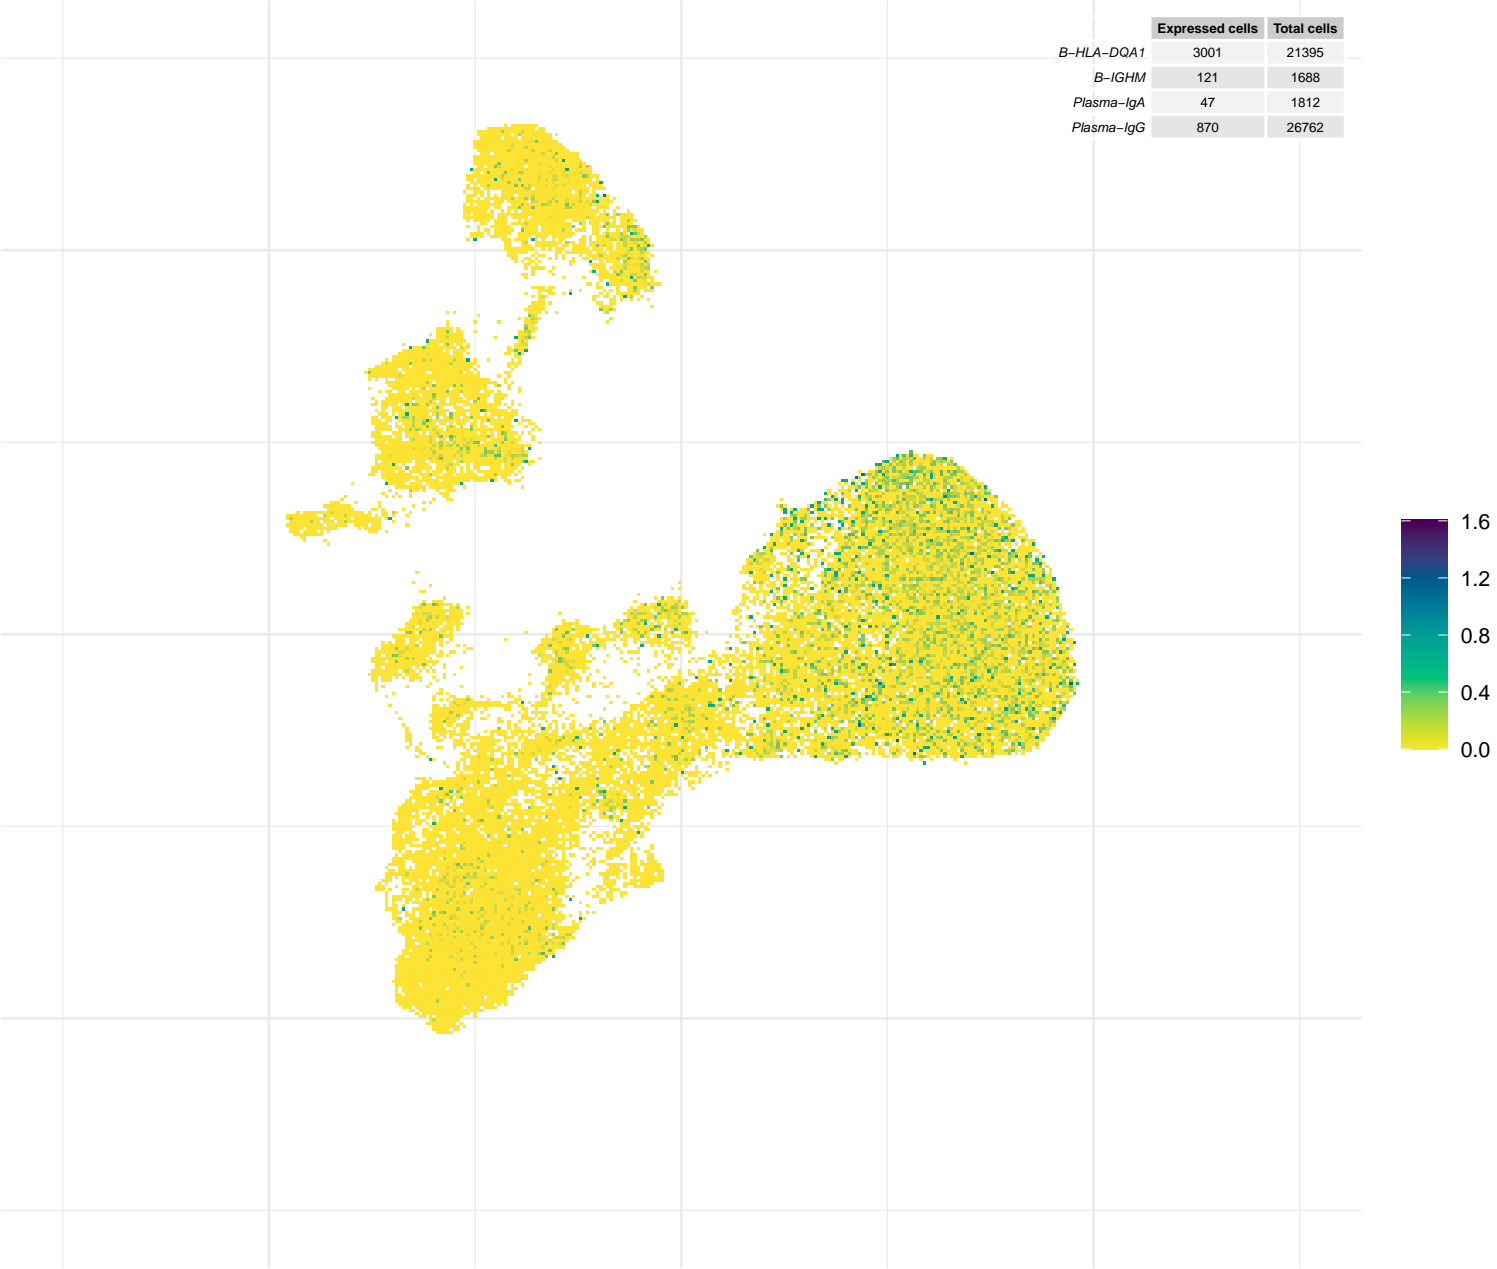 Expressed cells Total cells
B−HLA−DQA1 3001 21395
B−IGHM 121 1688
Plasma−IgA 47 1812
Plasma−IgG 870 26762
1.6
1.2
0.8
0.4
0.0